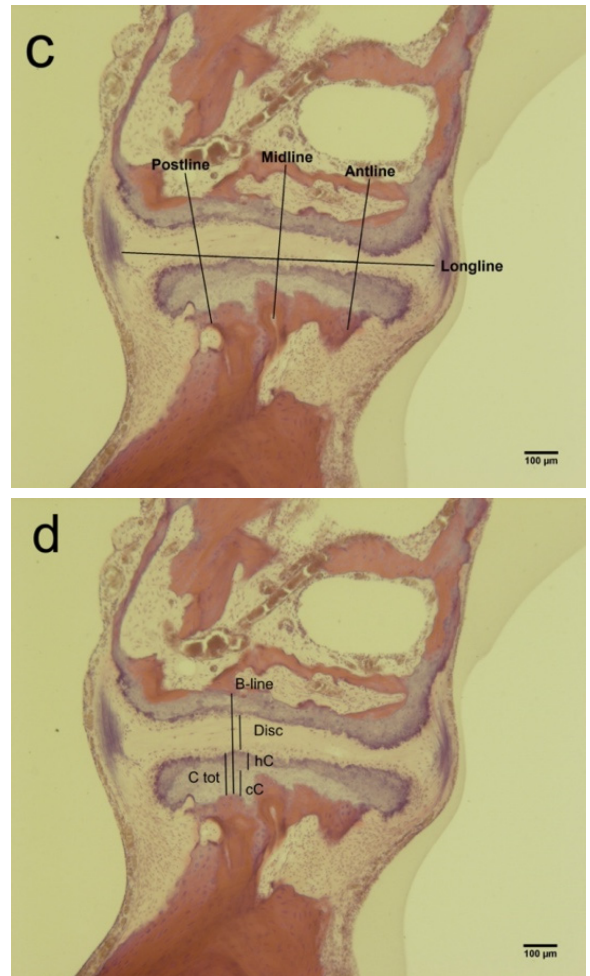 c
Midline
Postline
Antline
Longline
100 µm
d
B-line
Disc
hC
C tot
cC
100 µm